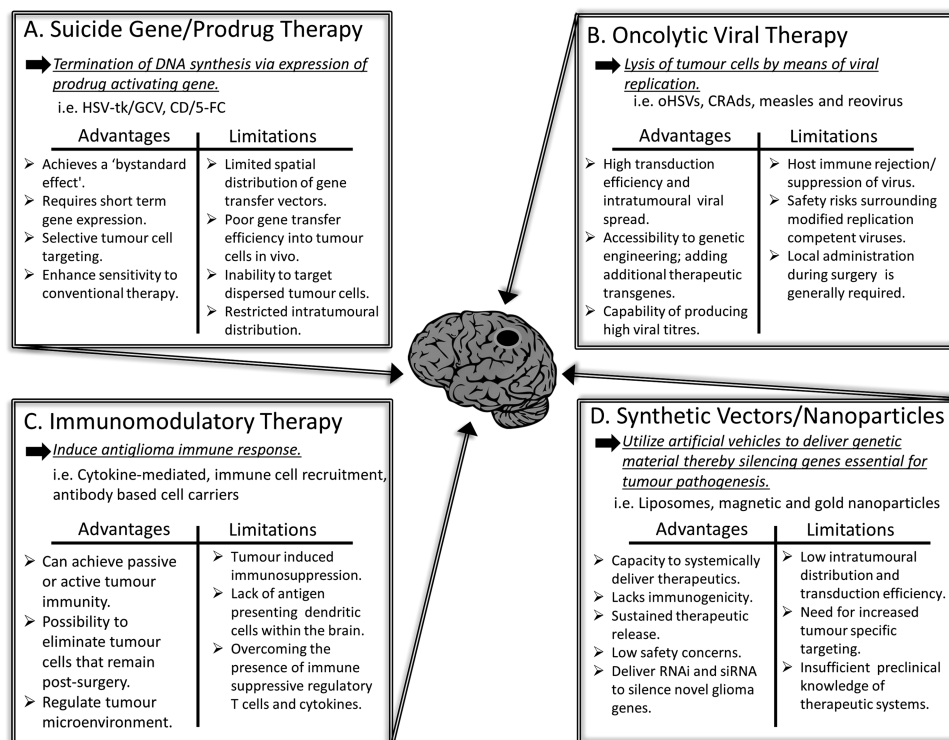 A. Suicide Gene/Prodrug Therapy
Termination of DNA synthesis via expression of
prodrug activating gene.
i.e. HSV-tk/GCV, CD/5-FC
Advantages
Achieves a 'bystandard
effect'.
Requires short term
gene expression.
Selective tumour cell
targeting.
Enhance sensitivity to
conventional therapy.
Limitations
Limited spatial
distribution of gene
transfer vectors.
Poor gene transfer
efficiency into tumour
cells in vivo.
Inability to target
dispersed tumour cells.
Restricted intratumoural
distribution.
B. Oncolytic Viral Therapy
Lysis of tumour cells by means of viral
replication.
i.e. oHSVs, CRAds, measles and reovirus
Advantages
High transduction
efficiency and
intratumoural viral
spread.
Accessibility to genetic
engineering; adding
additional therapeutic
transgenes.
Capability of producing
high viral titres.
Limitations
Host immune rejection/
suppression of virus.
Safety risks surrounding
modified replication
competent viruses.
Local administration
during surgery is
generally required.
C. Immunomodulatory Therapy
Induce antiglioma immune response.
i.e. Cytokine-mediated, immune cell recruitment,
antibody based cell carriers
Advantages
Can achieve passive
or active tumour
immunity.
Possibility to
eliminate tumour
cells that remain
post-surgery.
Regulate tumour
microenvironment.
Limitations
Tumour induced
immunosuppression.
Lack of antigen
presenting dendritic
cells within the brain.
Overcoming the
presence of immune
suppressive regulatory
T cells and cytokines.
D. Synthetic Vectors/Nanoparticles
Utilize artificial vehicles to deliver genetic
material thereby silencing genes essential for
tumour pathogenesis.
i.e. Liposomes, magnetic and gold nanoparticles
Advantages
Capacity to systemically
deliver therapeutics.
Lacks immunogenicity.
Sustained therapeutic
release.
Low safety concerns.
Deliver RNAi and siRNA
to silence novel glioma
genes.
Limitations
Low intratumoural
distribution and
transduction efficiency.
Need for increased
tumour specific
targeting.
Insufficient preclinical
knowledge of
therapeutic systems.